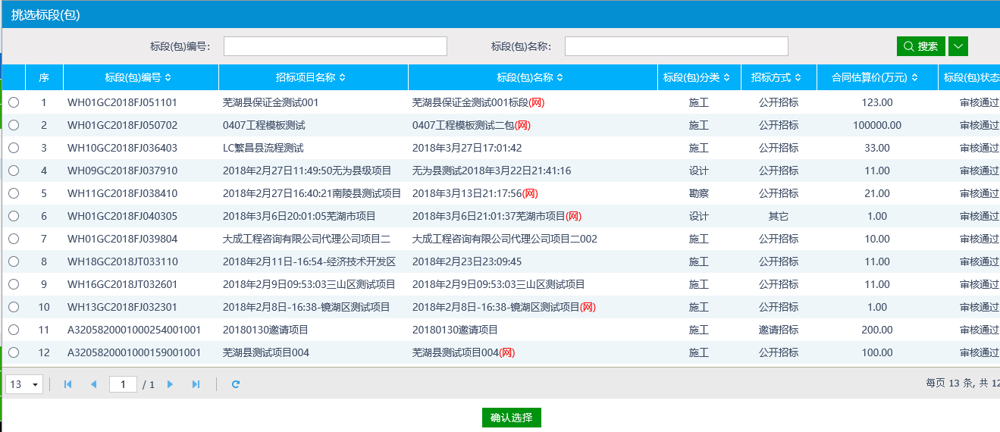 挑选标段(包)
标段(包)编号: 标段(包)名称: 搜索
序 标段(包)编号 招标项目名称 标段(包)名称 标段(包)分类 招标方式 合同估算价(万元) 标段(包)状态
1 WH01GC2018FJ051101 芜湖县保证金测试001 芜湖县保证金测试001标段(网) 施工 公开招标 123.00 审核通过
2 WH01GC2018FJ050702 0407工程模板测试 0407工程模板测试二包(网) 施工 公开招标 100000.00 审核通过
3 WH10GC2018FJ036403 LC繁昌县流程测试 2018年3月27日17:01:42 施工 公开招标 33.00 审核通过
4 WH09GC2018FJ037910 2018年2月27日11:49:50无为县级项目 无为县测试2018年3月22日21:41:16 设计 公开招标 11.00 审核通过
5 WH11GC2018FJ038410 2018年2月27日16:40:21南陵县测试项目 2018年3月13日21:17:56(网) 勘察 公开招标 21.00 审核通过
6 WH01GC2018FJ040305 2018年3月6日20:01:05芜湖市项目 2018年3月6日21:01:37芜湖市项目(网) 设计 其它 1.00 审核通过
7 WH01GC2018FJ039804 大成工程咨询有限公司代理公司项目二 大成工程咨询有限公司代理公司项目二002 施工 公开招标 10.00 审核通过
8 WH18GC2018JT033110 2018年2月11日-16:54-经济技术开发区 2018年2月23日23:09:45 施工 公开招标 11.00 审核通过
9 WH16GC2018JT032601 2018年2月9日09:53:03三山区测试项目 2018年2月9日09:53:03三山区测试项目 施工 公开招标 11.00 审核通过
10 WH13GC2018FJ032301 2018年2月8日-16:38-镜湖区测试项目 2018年2月8日-16:38-镜湖区测试项目(网) 施工 公开招标 1.00 审核通过
11 A3205820001000254001001 20180130邀请项目 20180130邀请项目 施工 邀请招标 200.00 审核通过
12 A3205820001000159001001 芜湖县测试项目004 芜湖县测试项目004(网) 施工 公开招标 100.00 审核通过
13 1 / 1 每页 13 条, 共 12
确认选择